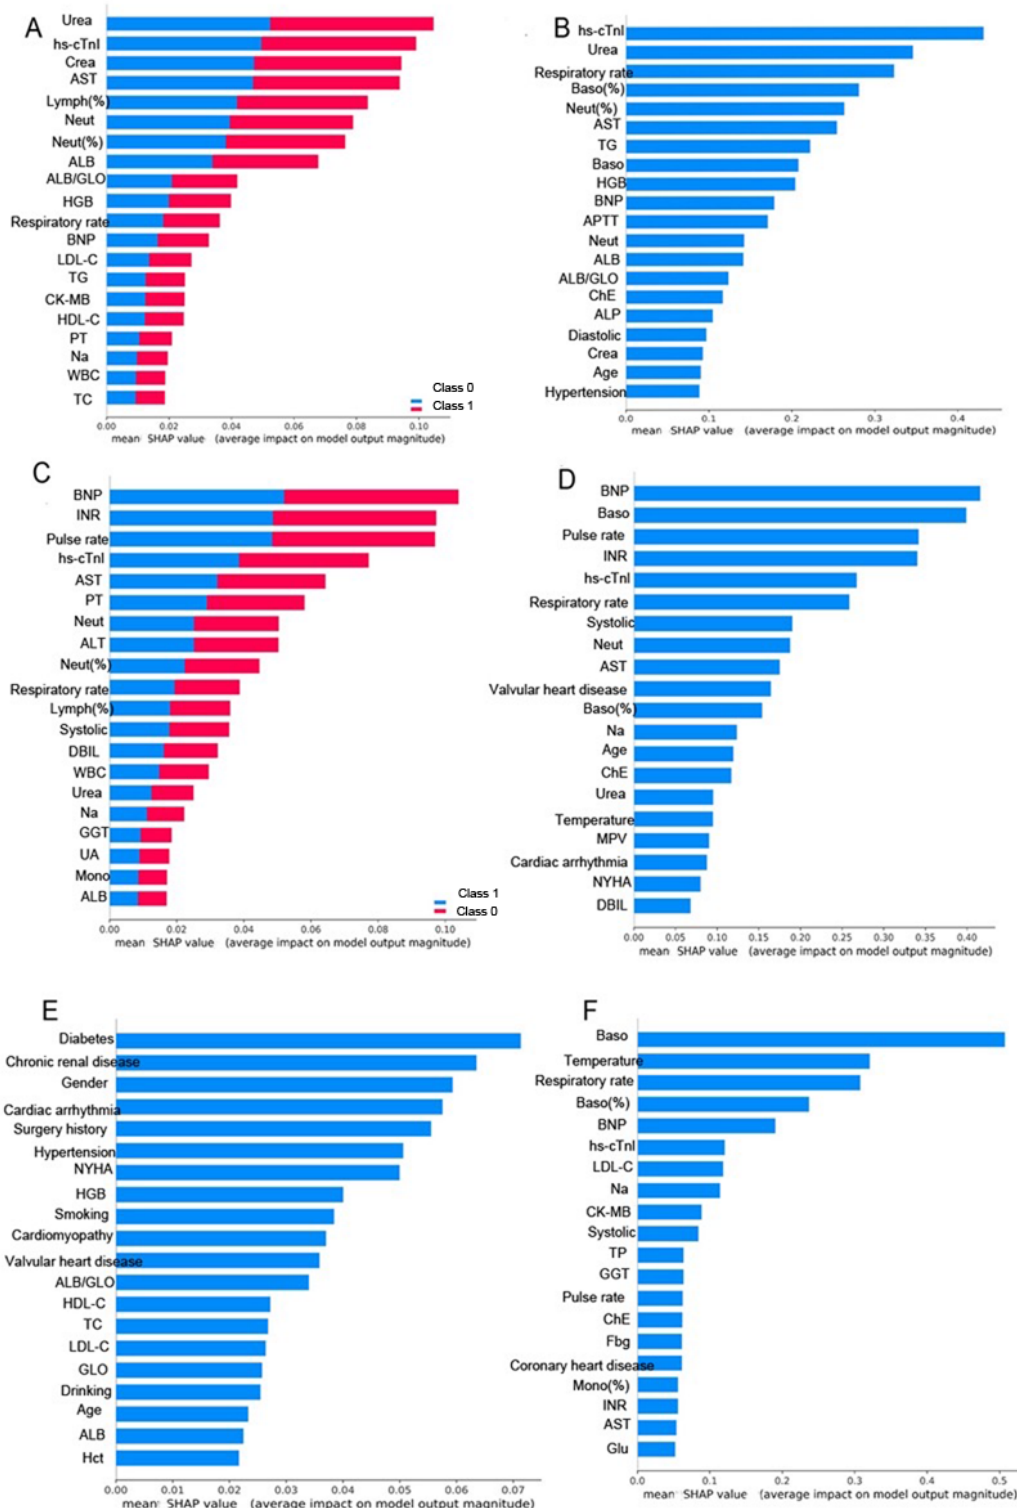 A
Urea
hs-cTnI
Crea
AST
Lymph(%)
Neut
Neut(%)
ALB
ALB/GLO
HGB
Respiratory rate
BNP
LDL-C
TG
CK-MB
HDL-C
PT
Na
WBC
TC
Class 0
Class 1
0.00 0.02 0.04 0.06 0.08 0.10
mean SHAP value (average impact on model output magnitude)
B
hs-cTnI
Urea
Respiratory rate
Baso(%)
Neut(%)
AST
TG
Baso
HGB
BNP
APTT
Neut
ALB
ALB/GLO
ChE
ALP
Diastolic
Crea
Age
Hypertension
0.0 0.1 0.2 0.3 0.4
mean SHAP value (average impact on model output magnitude)
C
BNP
INR
Pulse rate
hs-cTnI
AST
PT
Neut
ALT
Neut(%)
Respiratory rate
Lymph(%)
Systolic
DBIL
WBC
Urea
Na
GGT
UA
Mono
ALB
Class 1
Class 0
0.00 0.02 0.04 0.06 0.08 0.10
mean SHAP value (average impact on model output magnitude)
D
BNP
Baso
Pulse rate
INR
hs-cTnI
Respiratory rate
Systolic
Neut
AST
Valvular heart disease
Baso(%)
Na
Age
ChE
Urea
Temperature
MPV
Cardiac arrhythmia
NYHA
DBIL
0.00 0.05 0.10 0.15 0.20 0.25 0.30 0.35 0.40
mean SHAP value (average impact on model output magnitude)
E
Diabetes
Chronic renal disease
Gender
Cardiac arrhythmia
Surgery history
Hypertension
NYHA
HGB
Smoking
Cardiomyopathy
Valvular heart disease
ALB/GLO
HDL-C
TC
LDL-C
GLO
Drinking
Age
ALB
Hct
0.00 0.01 0.02 0.03 0.04 0.05 0.06 0.07
mean SHAP value (average impact on model output magnitude)
F
Baso
Temperature
Respiratory rate
Baso(%)
BNP
hs-cTnI
LDL-C
Na
CK-MB
Systolic
TP
GGT
Pulse rate
ChE
Fbg
Coronary heart disease
Mono(%)
INR
AST
Glu
0.0 0.1 0.2 0.3 0.4 0.5
mean SHAP value (average impact on model output magnitude)